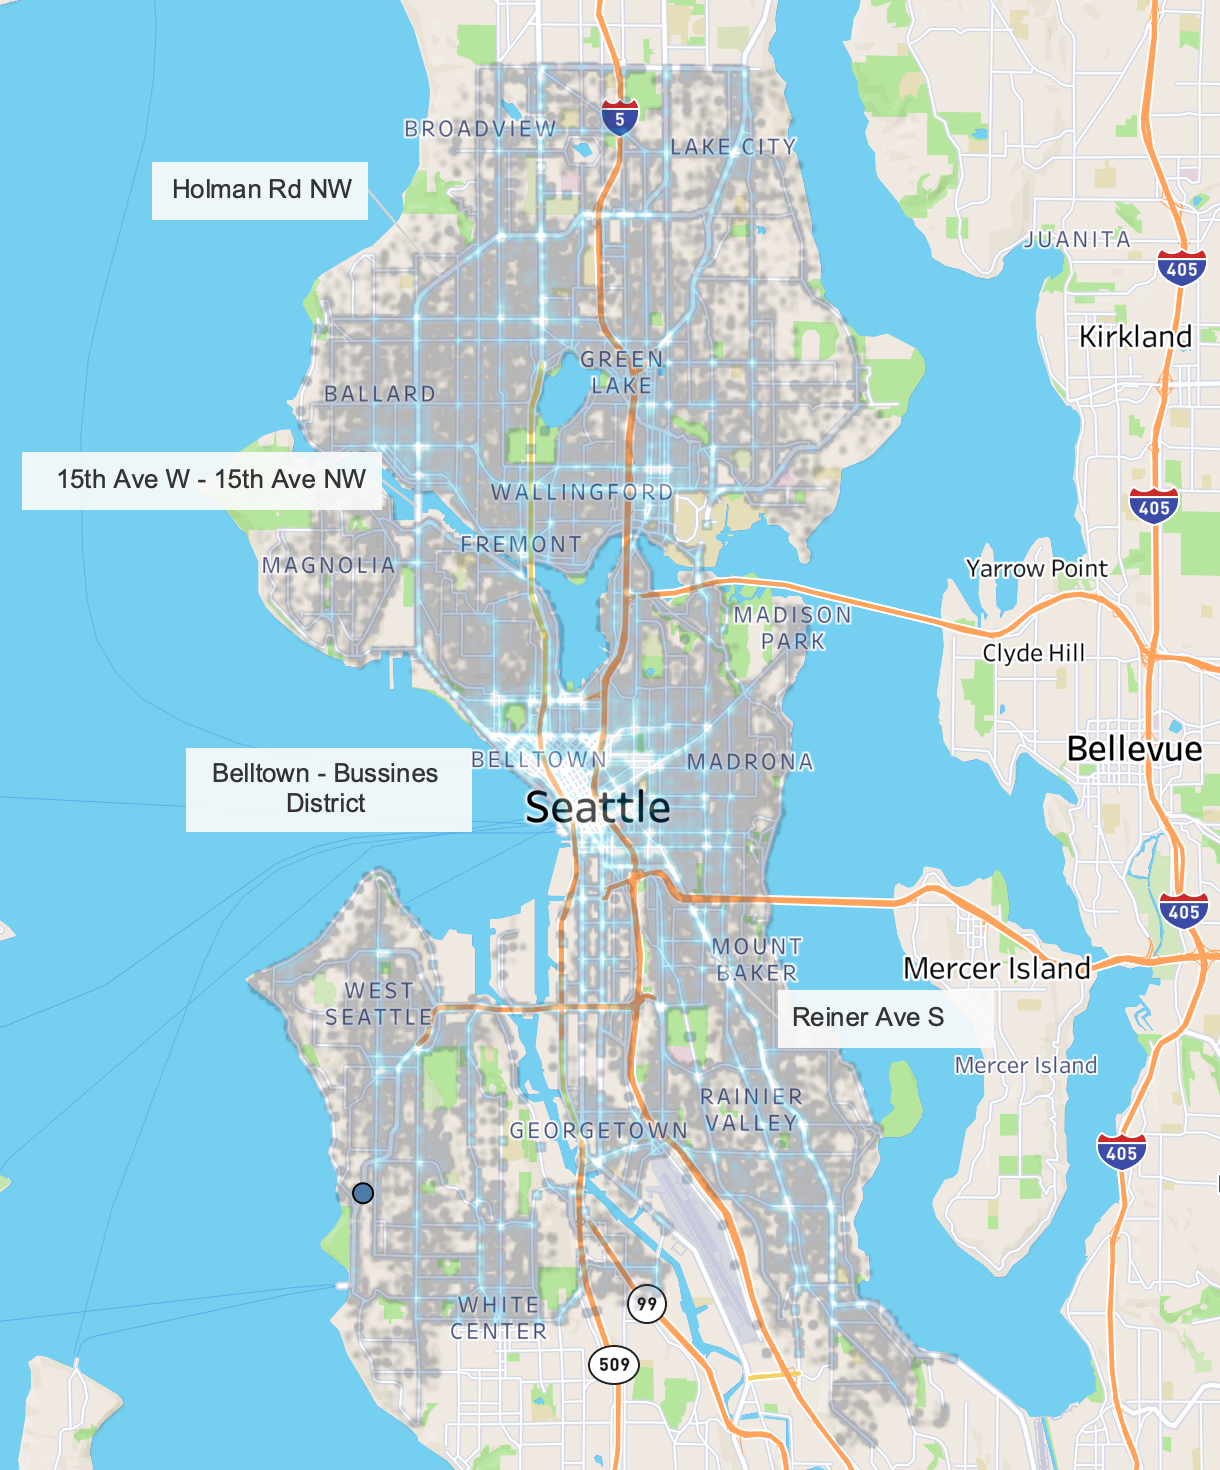 5
BROADVIEW
LAKE CITY
Holman Rd NW
JUANITA
405
Kirkland
GREEN
LAKE
BALLARD
15th Ave W - 15th Ave NW
WALLINGFORD
405
FREMONT
MAGNOLIA
Yarrow Point
MADISON
PARK
Clyde Hill
Bellevue
BELLTOWN
MADRONA
Belltown - Bussines
District
Seattle
405
MOUNT
BAKER
Mercer Island
WEST
SEATTLE
Reiner Ave S
Mercer Island
RAINIER
VALLEY
GEORGETOWN
405
WHITE
CENTER
99
509